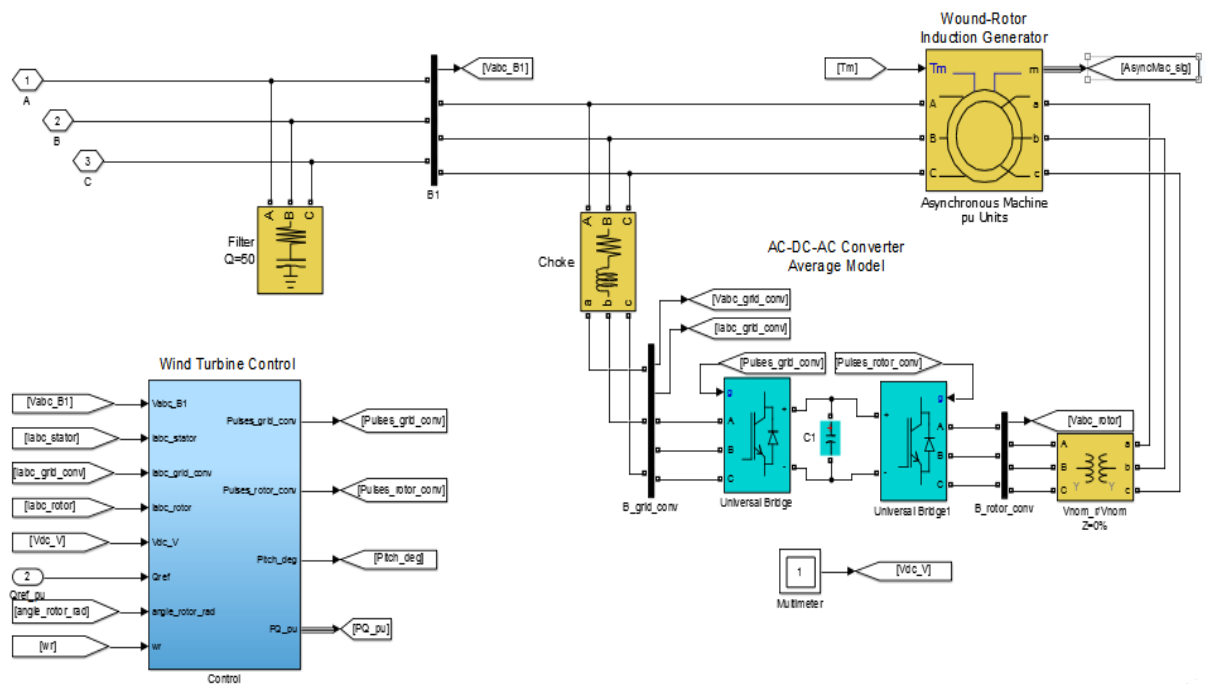 Wound-Rotor
Induction Generator
1
A
2
B
3
C
[Vabc_B1]
B1
[Tm]
Tm
m
A
B
C
a
b
c
[AsyncMac_sig]
Asynchronous Machine
pu Units
A
B
C
Filter
Q=50
A
B
C
a
b
c
Choke
AC-DC-AC Converter
Average Model
[Vabc_grid_conv]
[Iabc_grid_conv]
[Pulses_grid_conv]
[Pulses_rotor_conv]
g
A
B
C
+
-
Universal Bridge
C1
+
g
+
-
A
B
C
Universal Bridge1
B_grid_conv
B_rotor_conv
[Vabc_rotor]
A
B
C
a
b
c
Y
Y
Vnom_r/Vnom
Z=0%
1
Multimeter
[Vdc_V]
Wind Turbine Control
[Vabc_B1]
[Iabc_stator]
[Iabc_grid_conv]
[Iabc_rotor]
[Vdc_V]
2
Qref_pu
[angle_rotor_rad]
[wr]
Vabc_B1
Iabc_stator
Iabc_grid_conv
Iabc_rotor
Vdc_V
Qref
angle_rotor_rad
wr
Pulses_grid_conv
Pulses_rotor_conv
Pitch_deg
PQ_pu
[Pulses_grid_conv]
[Pulses_rotor_conv]
[Pitch_deg]
[PQ_pu]
Control